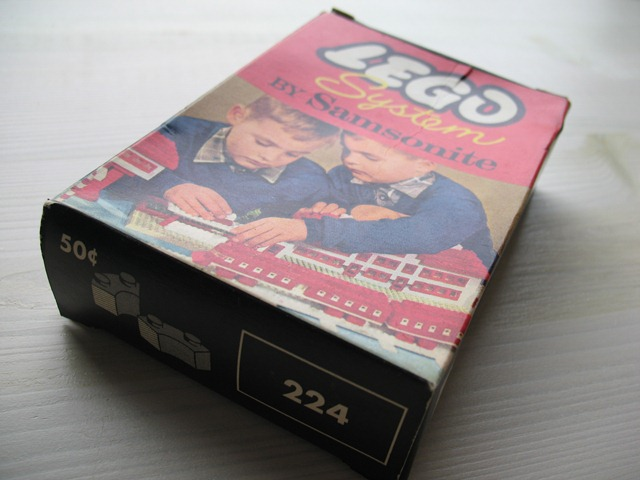 LEGO
System
BY Samsonite
50¢
224